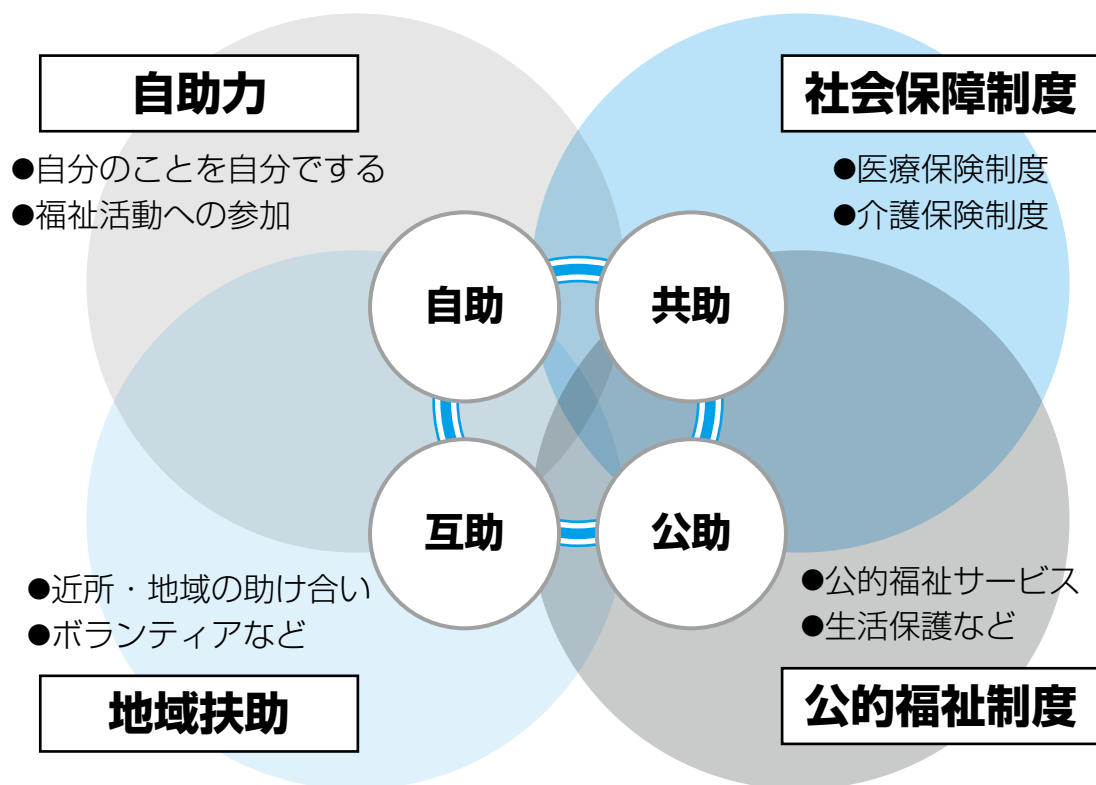 自助力
●自分のことを自分でする
●福祉活動への参加
社会保障制度
●医療保険制度
●介護保険制度
自助
共助
互助
公助
●近所・地域の助け合い
●ボランティアなど
地域扶助
●公的福祉サービス
●生活保護など
公的福祉制度